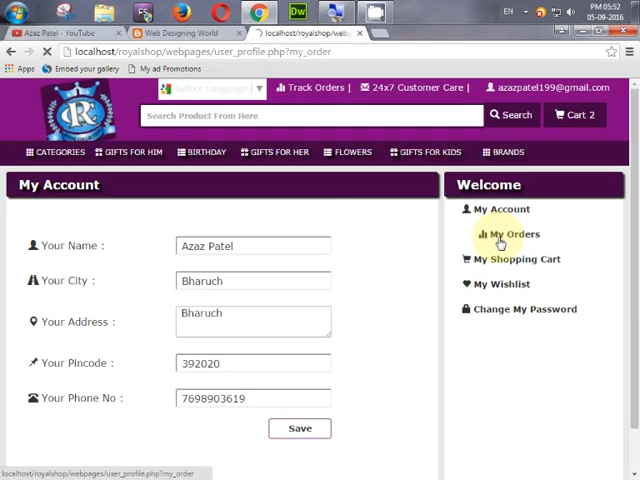 PM 05:52
EN
05-09-2016
Azaz Patel - YouTube
Web Designing World
localhost/royalshop/web
localhost/royalshop/webpages/user_profile.php?my_order
Apps
Embed your gallery
My ad Promotions
Select Language
Track Orders |
24x7 Customer Care |
azazpatel199@gmail.com
Search Product From Here
Search
Cart 2
CATEGORIES
GIFTS FOR HIM
BIRTHDAY
GIFTS FOR HER
FLOWERS
GIFTS FOR KIDS
BRANDS
My Account
Your Name :
Azaz Patel
Your City :
Bharuch
Your Address :
Bharuch
Your Pincode :
392020
Your Phone No :
7698903619
Save
Welcome
My Account
My Orders
My Shopping Cart
My Wishlist
Change My Password
localhost/royalshop/webpages/user_profile.php?my_order